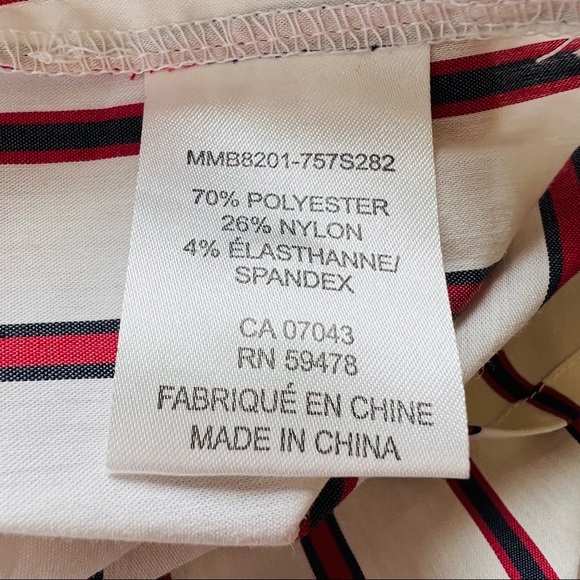 MMB8201-757S282
70% POLYESTER
26% NYLON
4% ÉLASTHANNE/
SPANDEX
CA 07043
RN 59478
FABRIQUÉ EN CHINE
MADE IN CHINA